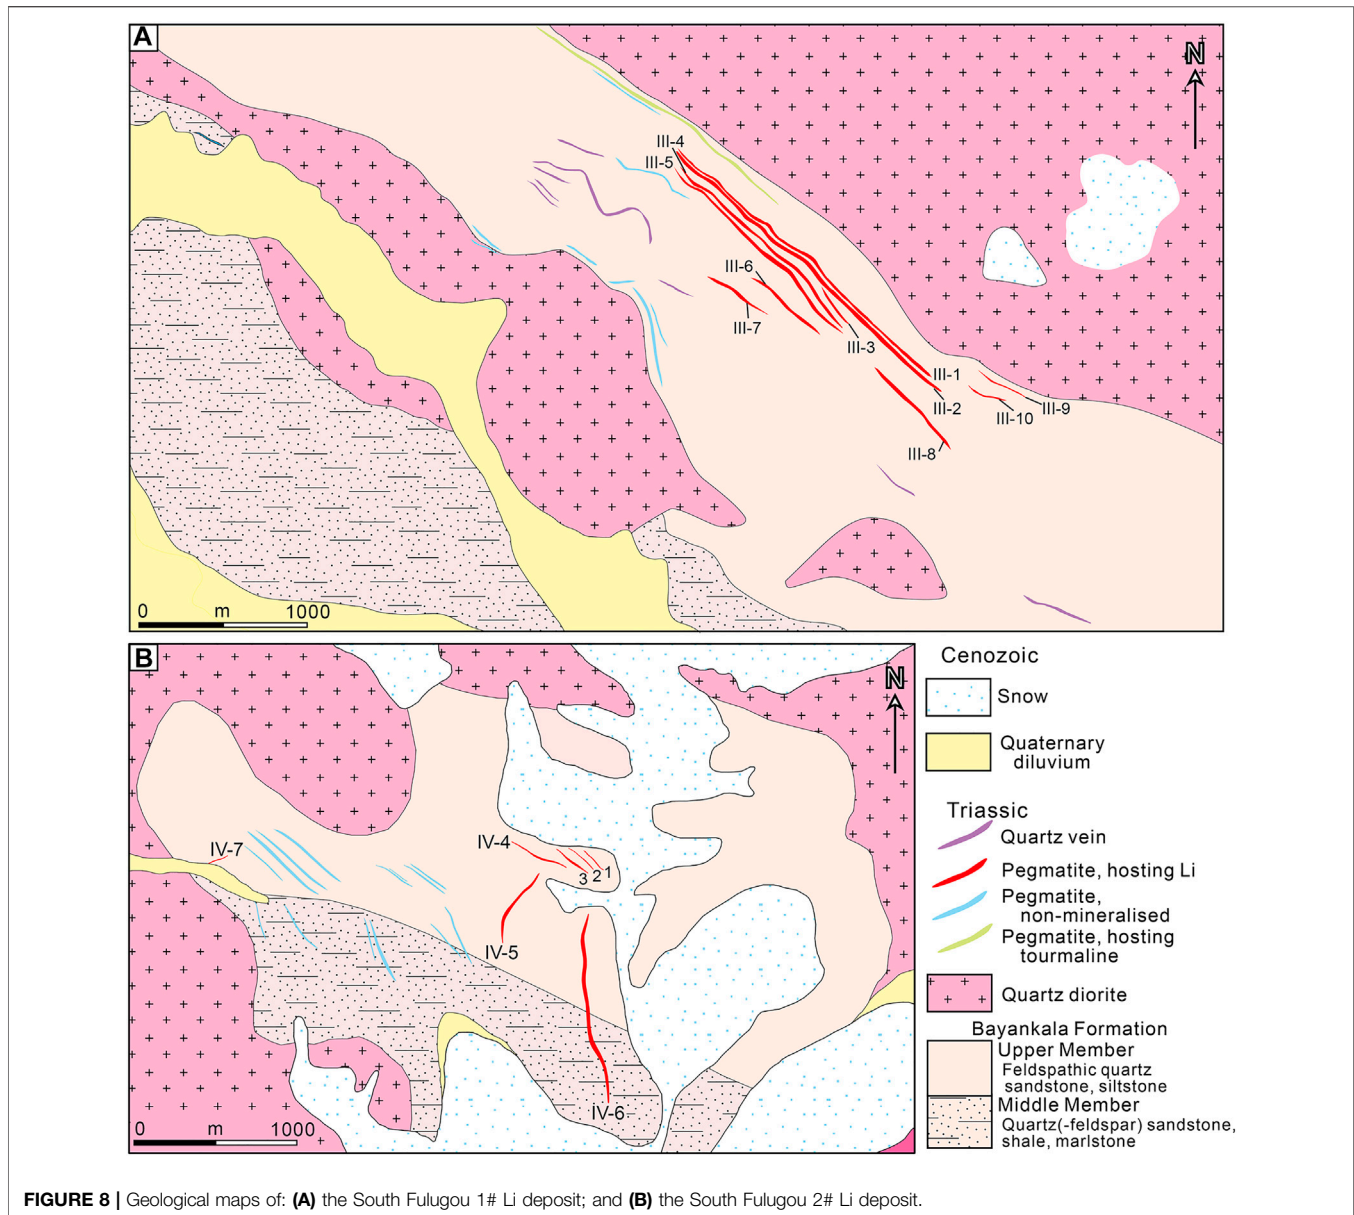 A
N
III-4
III-5
III-6
III-7
III-3
III-1
III-2
III-10
III-9
III-8
0 m 1000
B
N
IV-7
IV-4
3 2 1
IV-5
IV-6
0 m 1000
Cenozoic
Snow
Quaternary
diluvium
Triassic
Quartz vein
Pegmatite, hosting Li
Pegmatite,
non-mineralised
Pegmatite, hosting
tourmaline
Quartz diorite
Bayankala Formation
Upper Member
Feldspathic quartz
sandstone, siltstone
Middle Member
Quartz(-feldspar) sandstone,
shale, marlstone
FIGURE 8 | Geological maps of: (A) the South Fulugou 1# Li deposit; and (B) the South Fulugou 2# Li deposit.